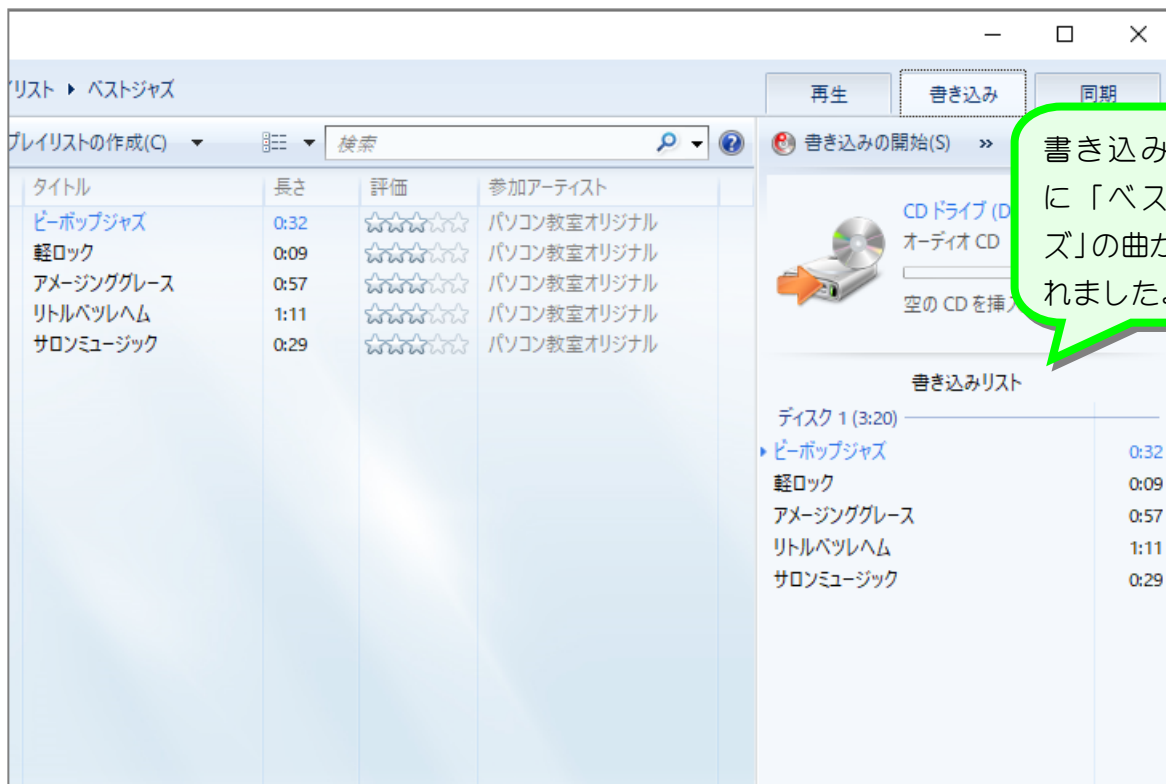 イリスト ▸ ベストジャズ
再生 書き込み 同期
プレイリストの作成(C)
検索
書き込みの開始(S) »
タイトル 長さ 評価 参加アーティスト
ビーボップジャズ 0:32 パソコン教室オリジナル
軽ロック 0:09 パソコン教室オリジナル
アメージンググレース 0:57 パソコン教室オリジナル
リトルベツレヘム 1:11 パソコン教室オリジナル
サロンミュージック 0:29 パソコン教室オリジナル
CD ドライブ (D
オーディオ CD
空の CD を挿入
書き込み
に「ベス
ズ」の曲が
れました。
書き込みリスト
ディスク 1 (3:20)
ビーボップジャズ 0:32
軽ロック 0:09
アメージンググレース 0:57
リトルベツレヘム 1:11
サロンミュージック 0:29